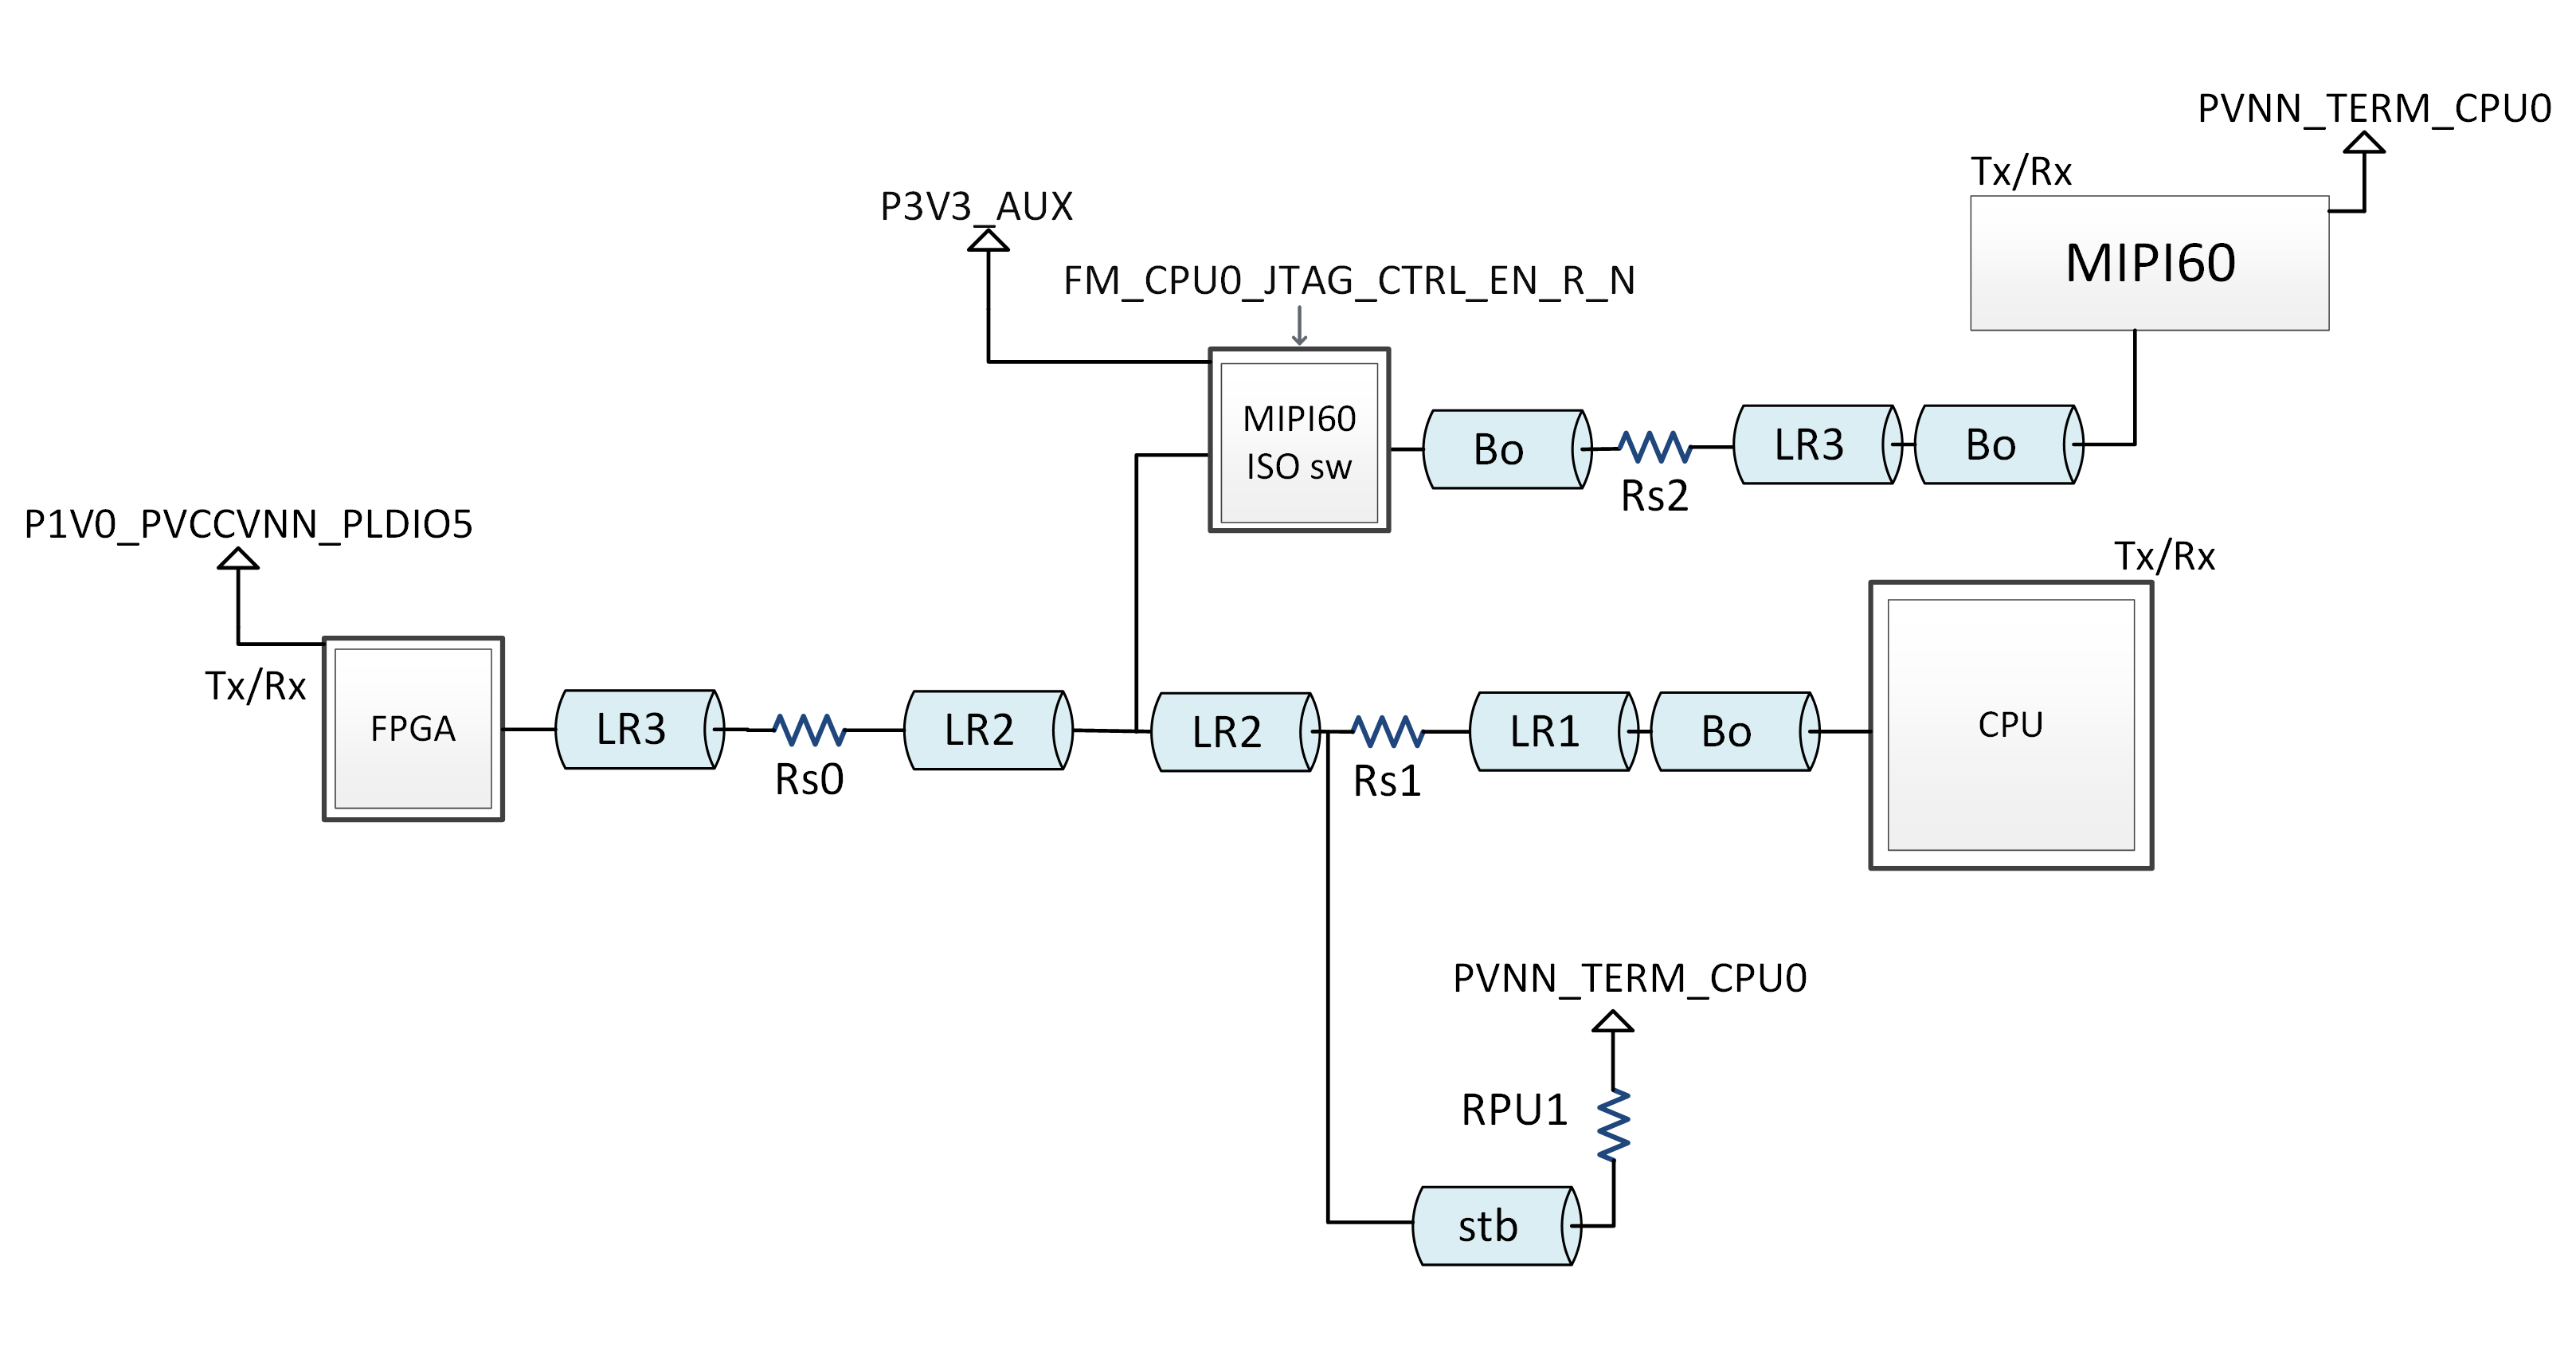 PVNN_TERM_CPU0
Tx/Rx
P3V3_AUX
MIPI60
FM_CPU0_JTAG_CTRL_EN_R_N
MIPI60
ISO sw
Bo
Rs2
LR3
Bo
P1V0_PVCCVNN_PLDIO5
Tx/Rx
Tx/Rx
FPGA
LR3
Rs0
LR2
LR2
Rs1
LR1
Bo
CPU
PVNN_TERM_CPU0
RPU1
stb